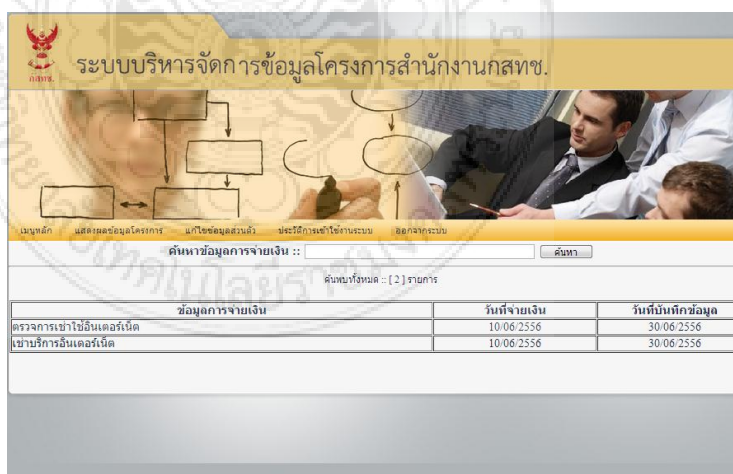 กสทช.
ระบบบริหารจัดการข้อมูลโครงการสำนักงานกสทช.
เมนูหลัก แสดงผลข้อมูลโครงการ แก้ไขข้อมูลส่วนตัว ประวัติการเข้าใช้งานระบบ ออกจากระบบ
ค้นหาข้อมูลการจ่ายเงิน :: ค้นหา
ค้นพบทั้งหมด :: [ 2 ] รายการ
ข้อมูลการจ่ายเงิน วันที่จ่ายเงิน วันที่บันทึกข้อมูล
ตรวจการเช่าใช้อินเตอร์เน็ต 10/06/2556 30/06/2556
เช่าบริการอินเตอร์เน็ต 10/06/2556 30/06/2556